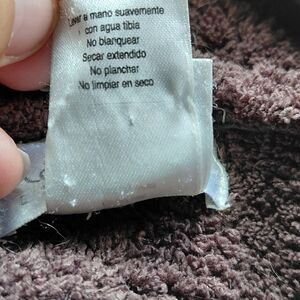 Lavar a mano suavemente
con agua tibia
No blanquear
Secar extendido
No planchar
No limpiar en seco